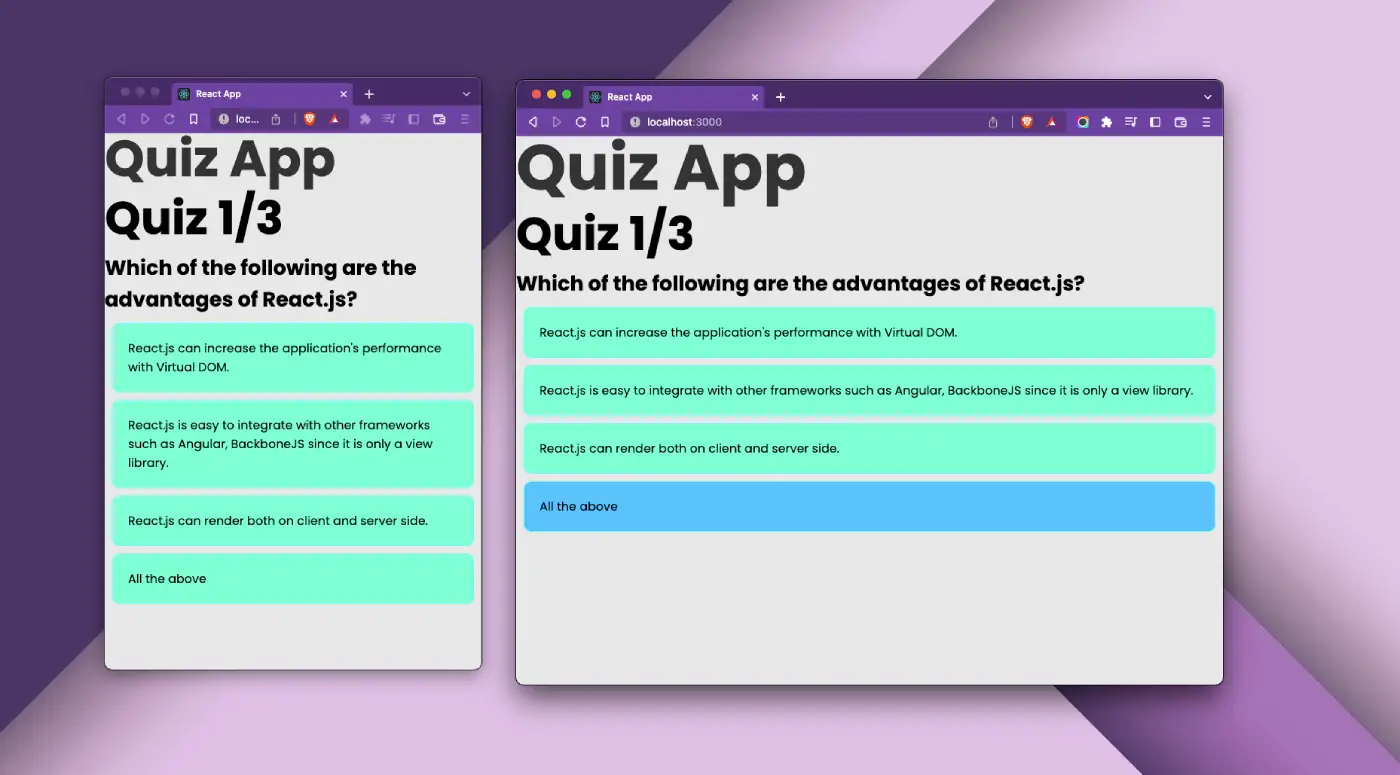 React App
loc...
Quiz App
Quiz 1/3
Which of the following are the
advantages of React.js?
React.js can increase the application's performance
with Virtual DOM.
React.js is easy to integrate with other frameworks
such as Angular, BackboneJS since it is only a view
library.
React.js can render both on client and server side.
All the above
React App
localhost:3000
Quiz App
Quiz 1/3
Which of the following are the advantages of React.js?
React.js can increase the application's performance with Virtual DOM.
React.js is easy to integrate with other frameworks such as Angular, BackboneJS since it is only a view library.
React.js can render both on client and server side.
All the above